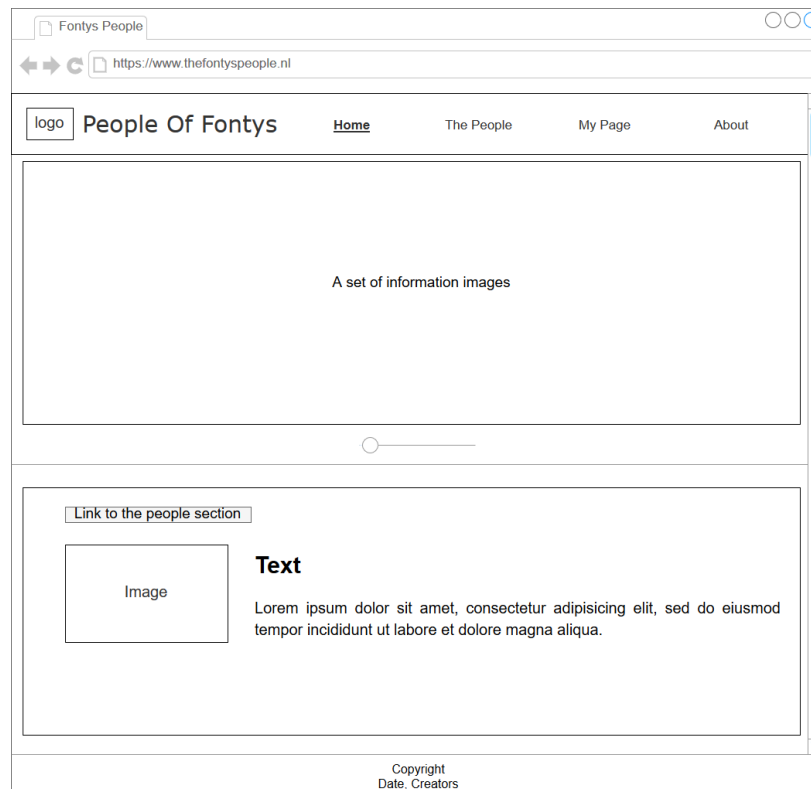 Fontys People
https://www.thefontyspeople.nl
logo People Of Fontys Home The People My Page About
A set of information images
Link to the people section
Image
Text
Lorem ipsum dolor sit amet, consectetur adipisicing elit, sed do eiusmod
tempor incididunt ut labore et dolore magna aliqua.
Copyright
Date, Creators